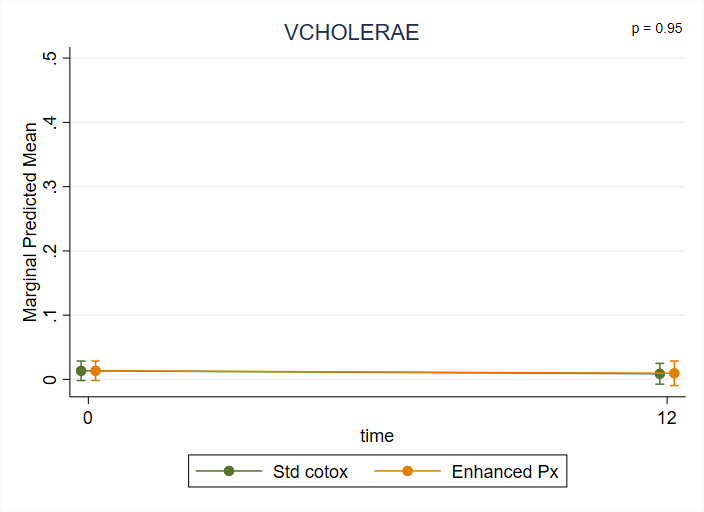 VCHOLERAE
p = 0.95
Marginal Predicted Mean
.5
.4
.3
.2
.1
0
0
12
time
Std cotox
Enhanced Px